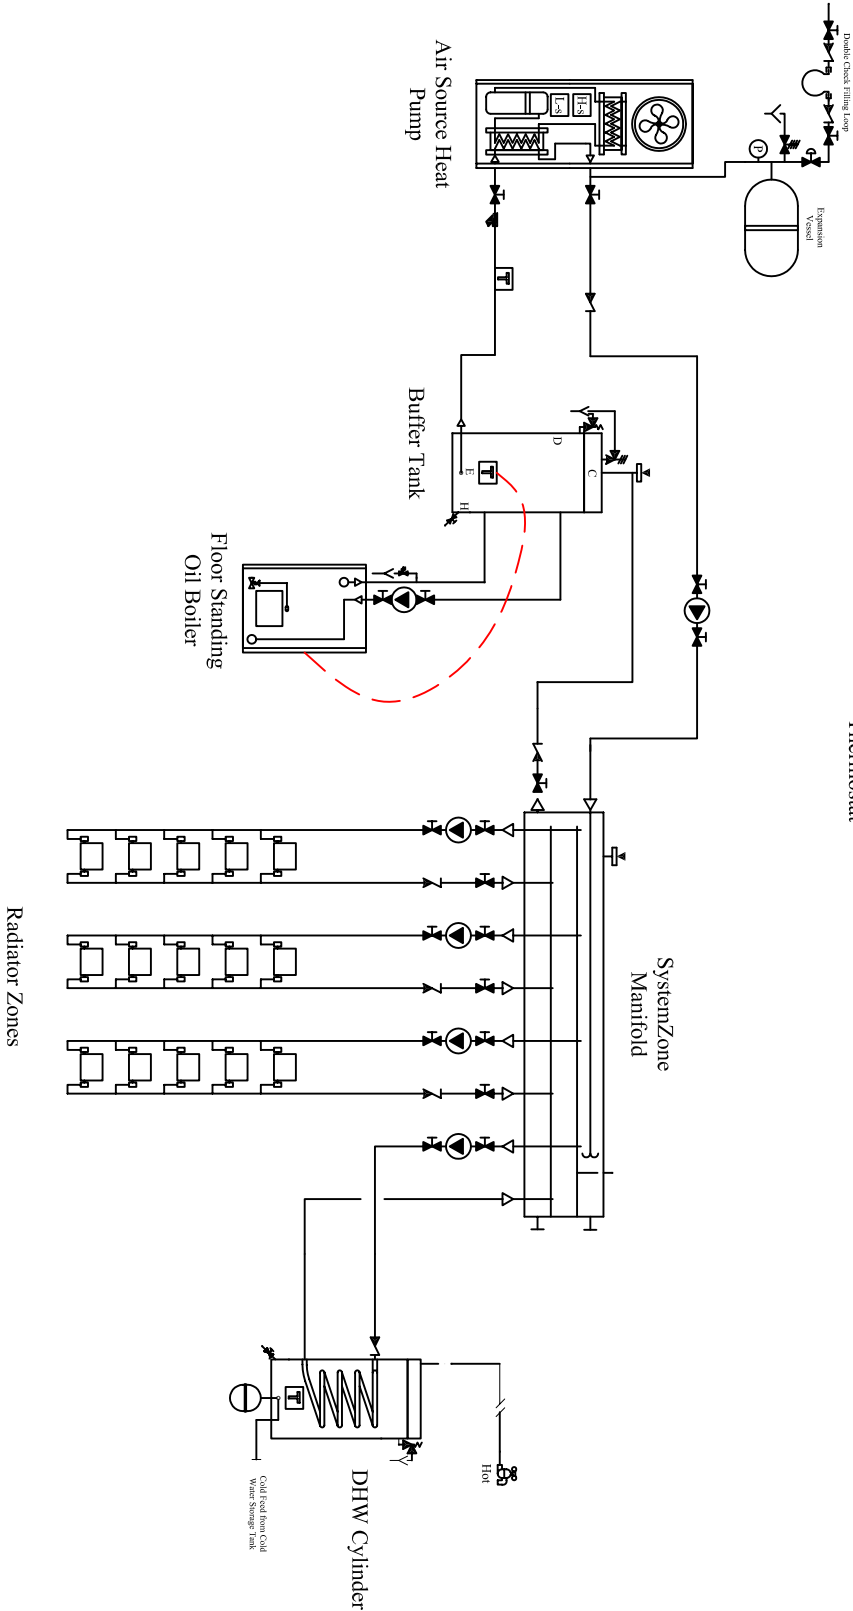 Double Check Filling Loop
Expansion
Vessel
P
Air Source Heat
Pump
H-s
L-s
T
Buffer Tank
C
D
E
T
H
Floor Standing
Oil Boiler
Thermostat
SystemZone
Manifold
Radiator Zones
Hot
T
DHW Cylinder
Cold Feed from Cold
Water Storage Tank